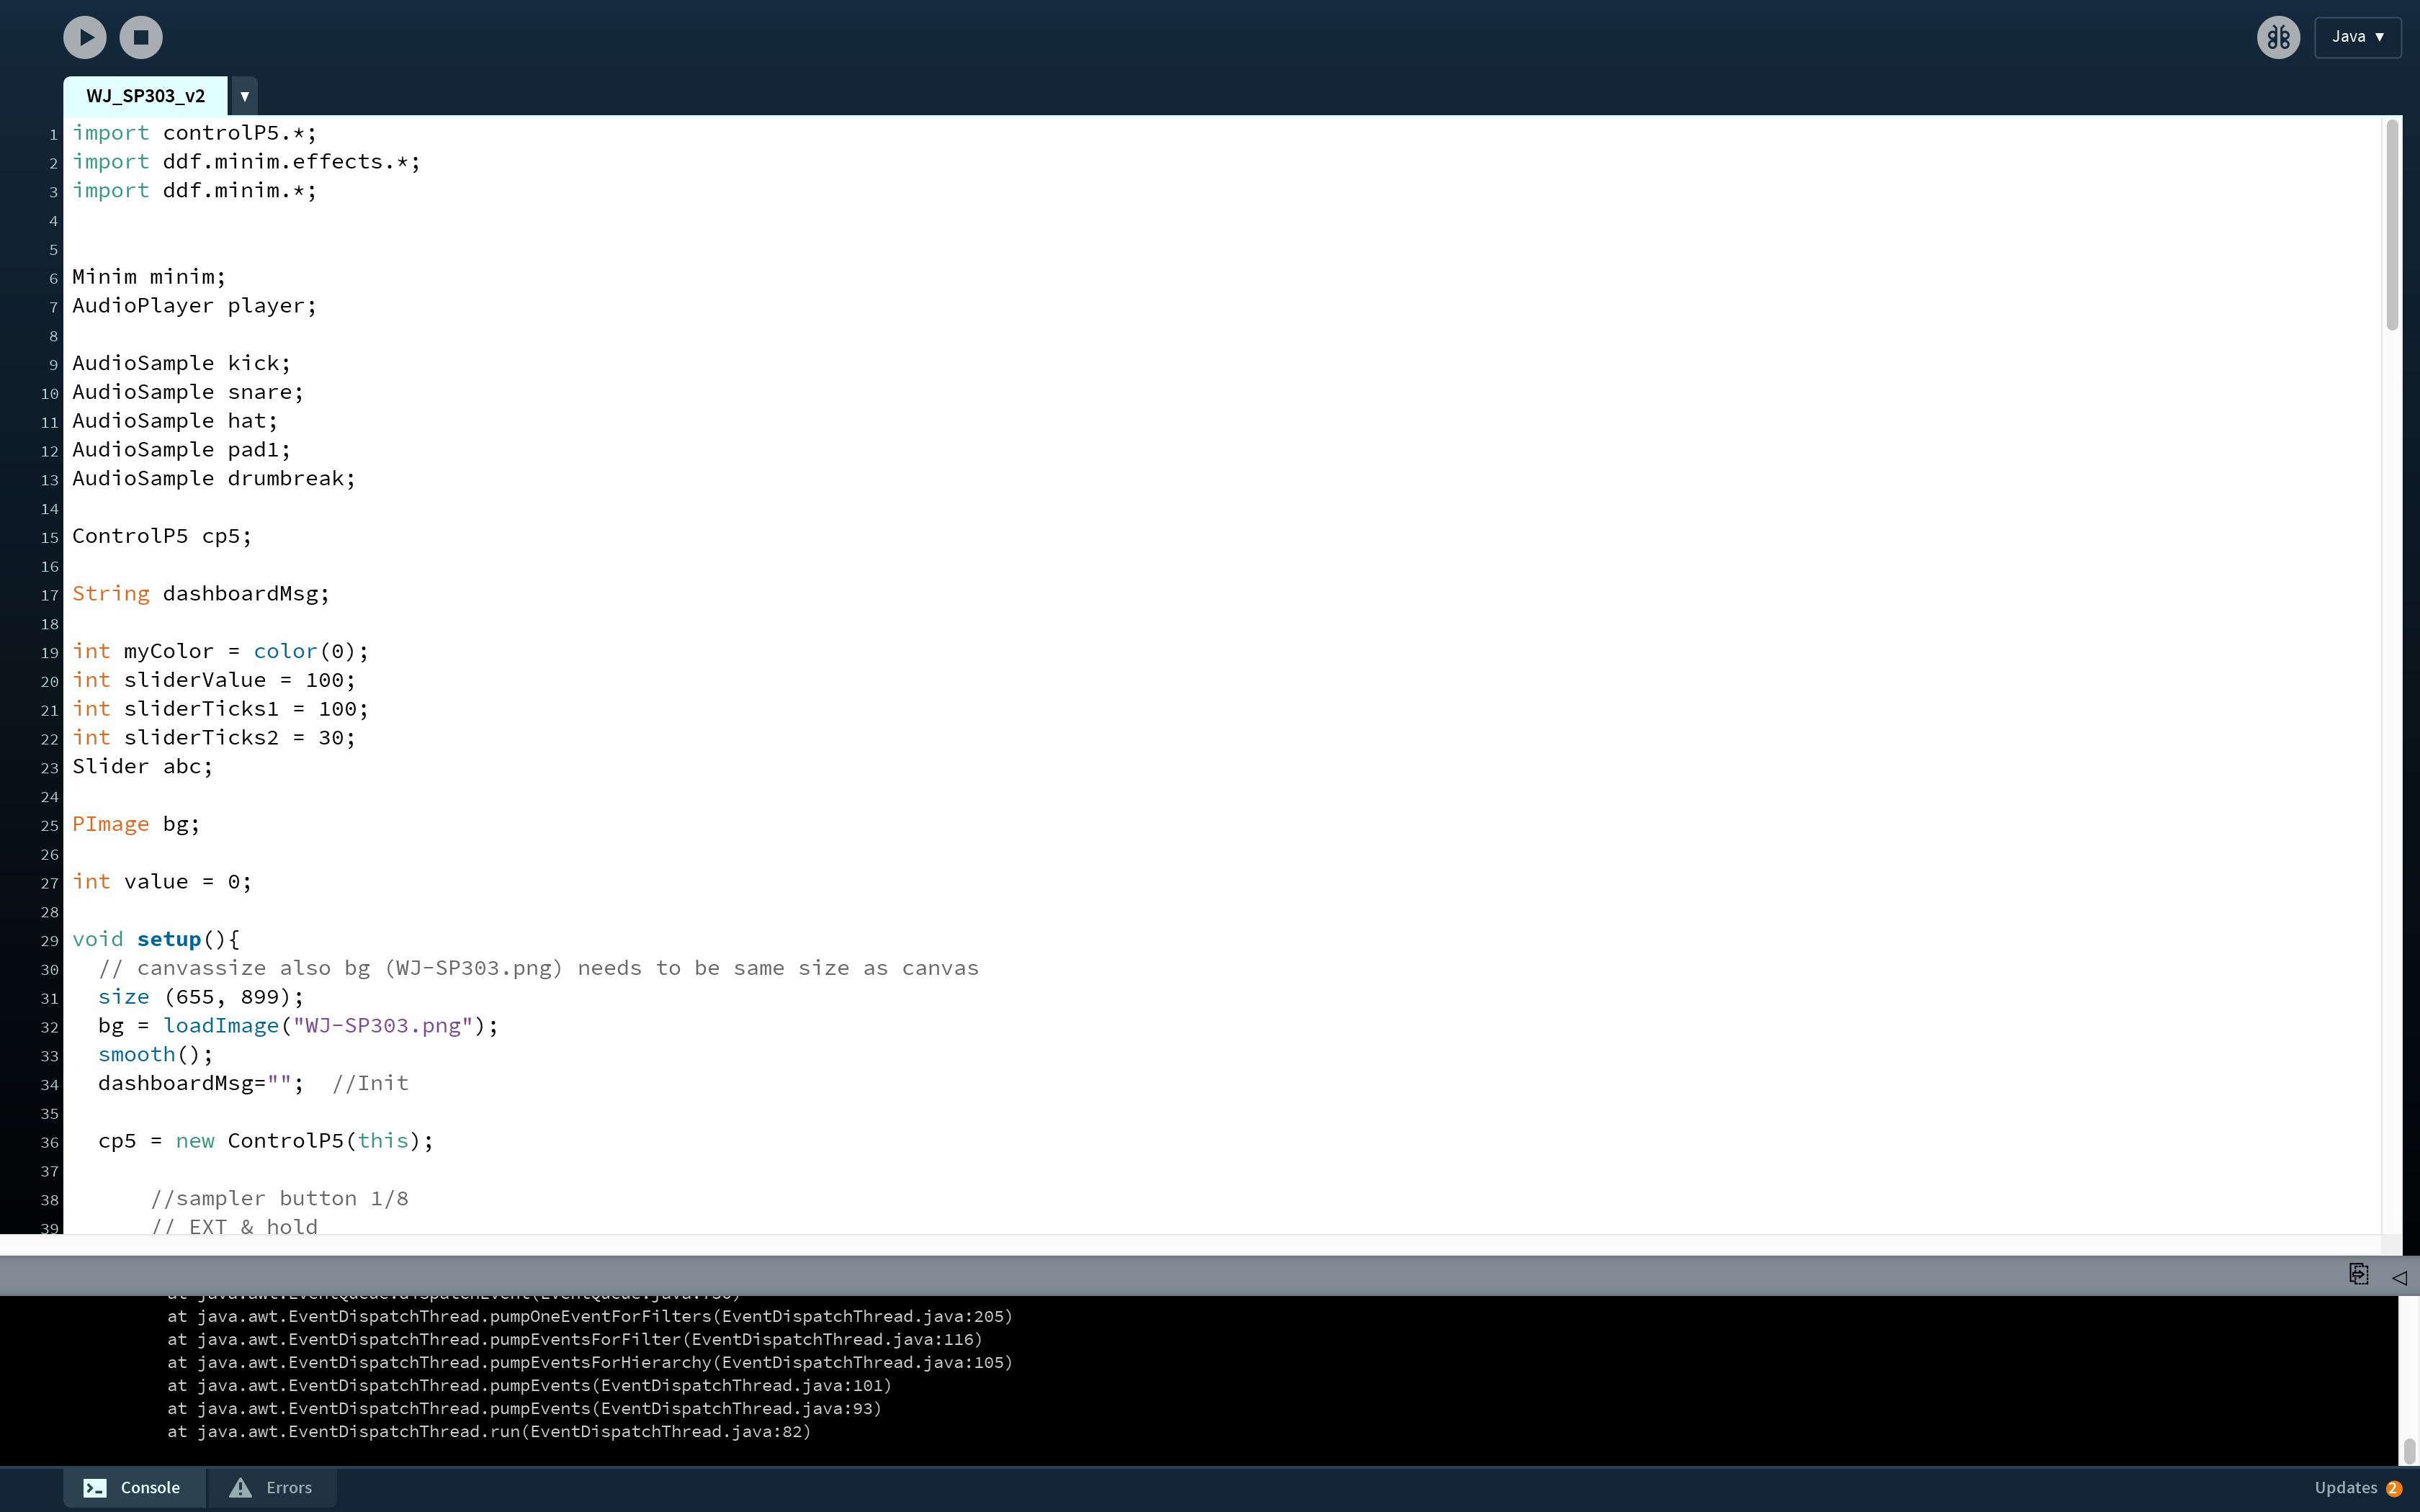 Java ▼
WJ_SP303_v2 ▼
1 import controlP5.*;
2 import ddf.minim.effects.*;
3 import ddf.minim.*;
4
5
6 Minim minim;
7 AudioPlayer player;
8
9 AudioSample kick;
10 AudioSample snare;
11 AudioSample hat;
12 AudioSample pad1;
13 AudioSample drumbreak;
14
15 ControlP5 cp5;
16
17 String dashboardMsg;
18
19 int myColor = color(0);
20 int sliderValue = 100;
21 int sliderTicks1 = 100;
22 int sliderTicks2 = 30;
23 Slider abc;
24
25 PImage bg;
26
27 int value = 0;
28
29 void setup(){
30   // canvassize also bg (WJ-SP303.png) needs to be same size as canvas
31   size (655, 899);
32   bg = loadImage("WJ-SP303.png");
33   smooth();
34   dashboardMsg="";  //Init
35
36   cp5 = new ControlP5(this);
37
38       //sampler button 1/8
39       // EXT & hold
at java.awt.EventQueue.dispatchEvent(EventQueue.java:730)
at java.awt.EventDispatchThread.pumpOneEventForFilters(EventDispatchThread.java:205)
at java.awt.EventDispatchThread.pumpEventsForFilter(EventDispatchThread.java:116)
at java.awt.EventDispatchThread.pumpEventsForHierarchy(EventDispatchThread.java:105)
at java.awt.EventDispatchThread.pumpEvents(EventDispatchThread.java:101)
at java.awt.EventDispatchThread.pumpEvents(EventDispatchThread.java:93)
at java.awt.EventDispatchThread.run(EventDispatchThread.java:82)
Console
Errors
Updates 2